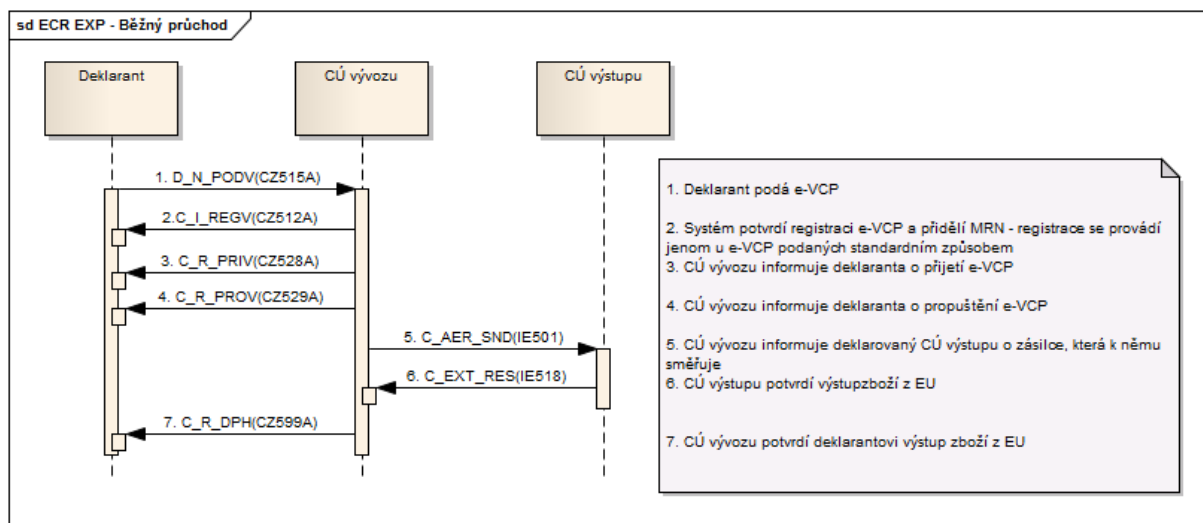 sd ECR EXP - Běžný průchod
Deklarant
CÚ vývozu
CÚ výstupu
1. D_N_PODV(CZ515A)
2.C_I_REGV(CZ512A)
3. C_R_PRIV(CZ528A)
4. C_R_PROV(CZ529A)
5. C_AER_SND(IE501)
6. C_EXT_RES(IE518)
7. C_R_DPH(CZ599A)
1. Deklarant podá e-VCP
2. Systém potvrdí registraci e-VCP a přidělí MRN - registrace se provádí
jenom u e-VCP podaných standardním způsobem
3. CÚ vývozu informuje deklaranta o přijetí e-VCP
4. CÚ vývozu informuje deklaranta o propuštění e-VCP
5. CÚ vývozu informuje deklarovaný CÚ výstupu o zásilce, která k němu
směřuje
6. CÚ výstupu potvrdí výstupzboží z EU
7. CÚ vývozu potvrdí deklarantovi výstup zboží z EU